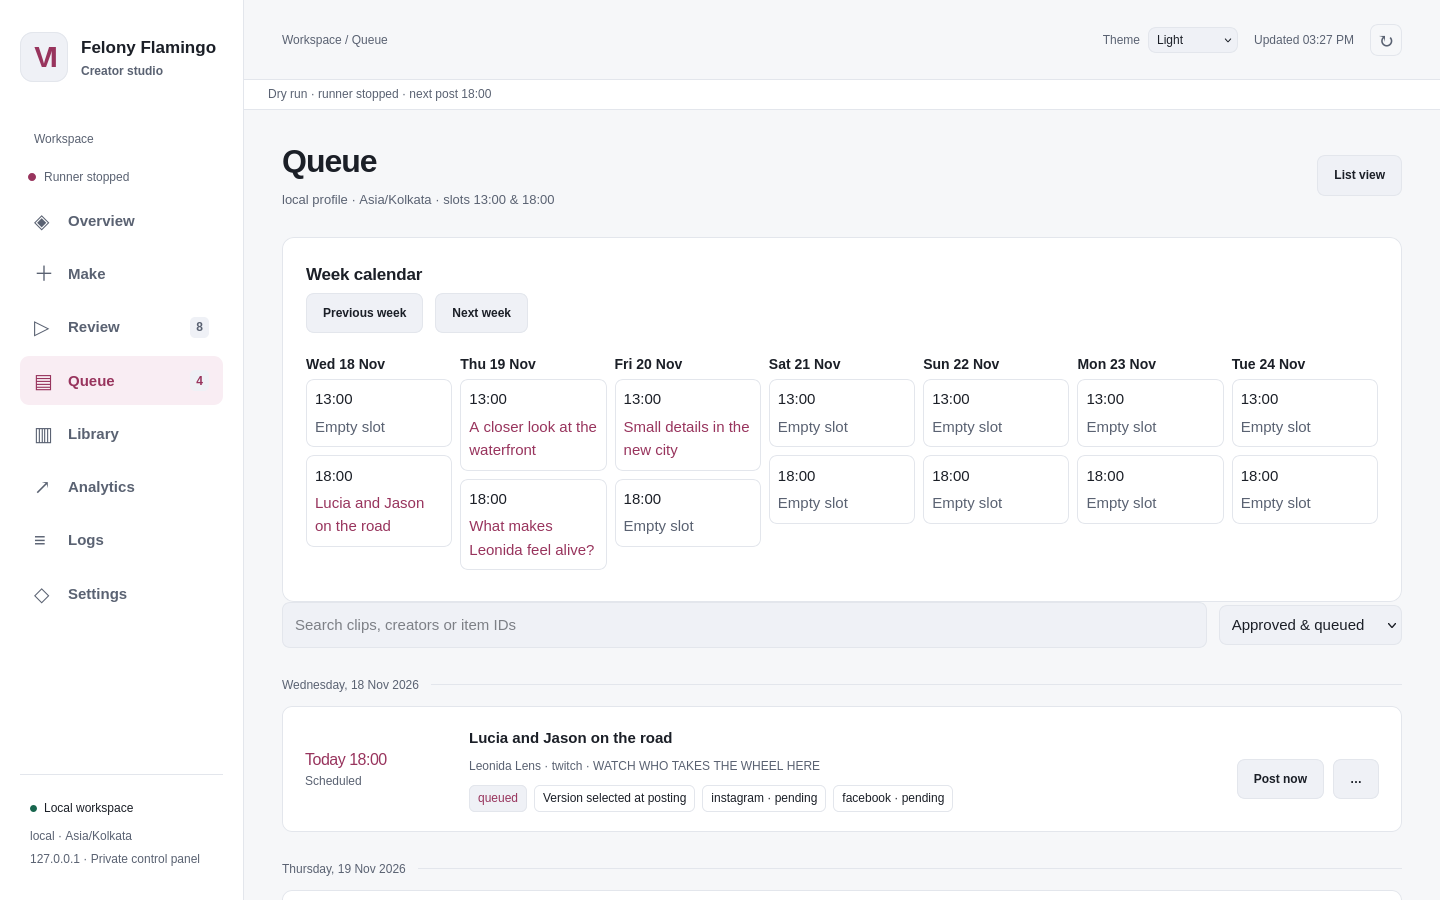 VI
Felony Flamingo
Creator studio
Workspace
Runner stopped
Overview
Make
Review 8
Queue 4
Library
Analytics
Logs
Settings
Local workspace
local · Asia/Kolkata
127.0.0.1 · Private control panel
Workspace / Queue
Theme Light Updated 03:27 PM
Dry run · runner stopped · next post 18:00
Queue
local profile · Asia/Kolkata · slots 13:00 & 18:00
List view
Week calendar
Previous week Next week
Wed 18 Nov
13:00
Empty slot
18:00
Lucia and Jason
on the road
Thu 19 Nov
13:00
A closer look at the
waterfront
18:00
What makes
Leonida feel alive?
Fri 20 Nov
13:00
Small details in the
new city
18:00
Empty slot
Sat 21 Nov
13:00
Empty slot
18:00
Empty slot
Sun 22 Nov
13:00
Empty slot
18:00
Empty slot
Mon 23 Nov
13:00
Empty slot
18:00
Empty slot
Tue 24 Nov
13:00
Empty slot
18:00
Empty slot
Search clips, creators or item IDs
Approved & queued
Wednesday, 18 Nov 2026
Today 18:00
Scheduled
Lucia and Jason on the road
Leonida Lens · twitch · WATCH WHO TAKES THE WHEEL HERE
queued Version selected at posting instagram · pending facebook · pending
Post now ...
Thursday, 19 Nov 2026